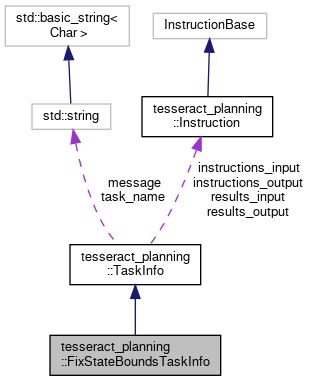 std::basic_string<
Char >
InstructionBase
std::string
tesseract_planning
::Instruction
message
task_name
instructions_input
instructions_output
results_input
results_output
tesseract_planning
::TaskInfo
tesseract_planning
::FixStateBoundsTaskInfo